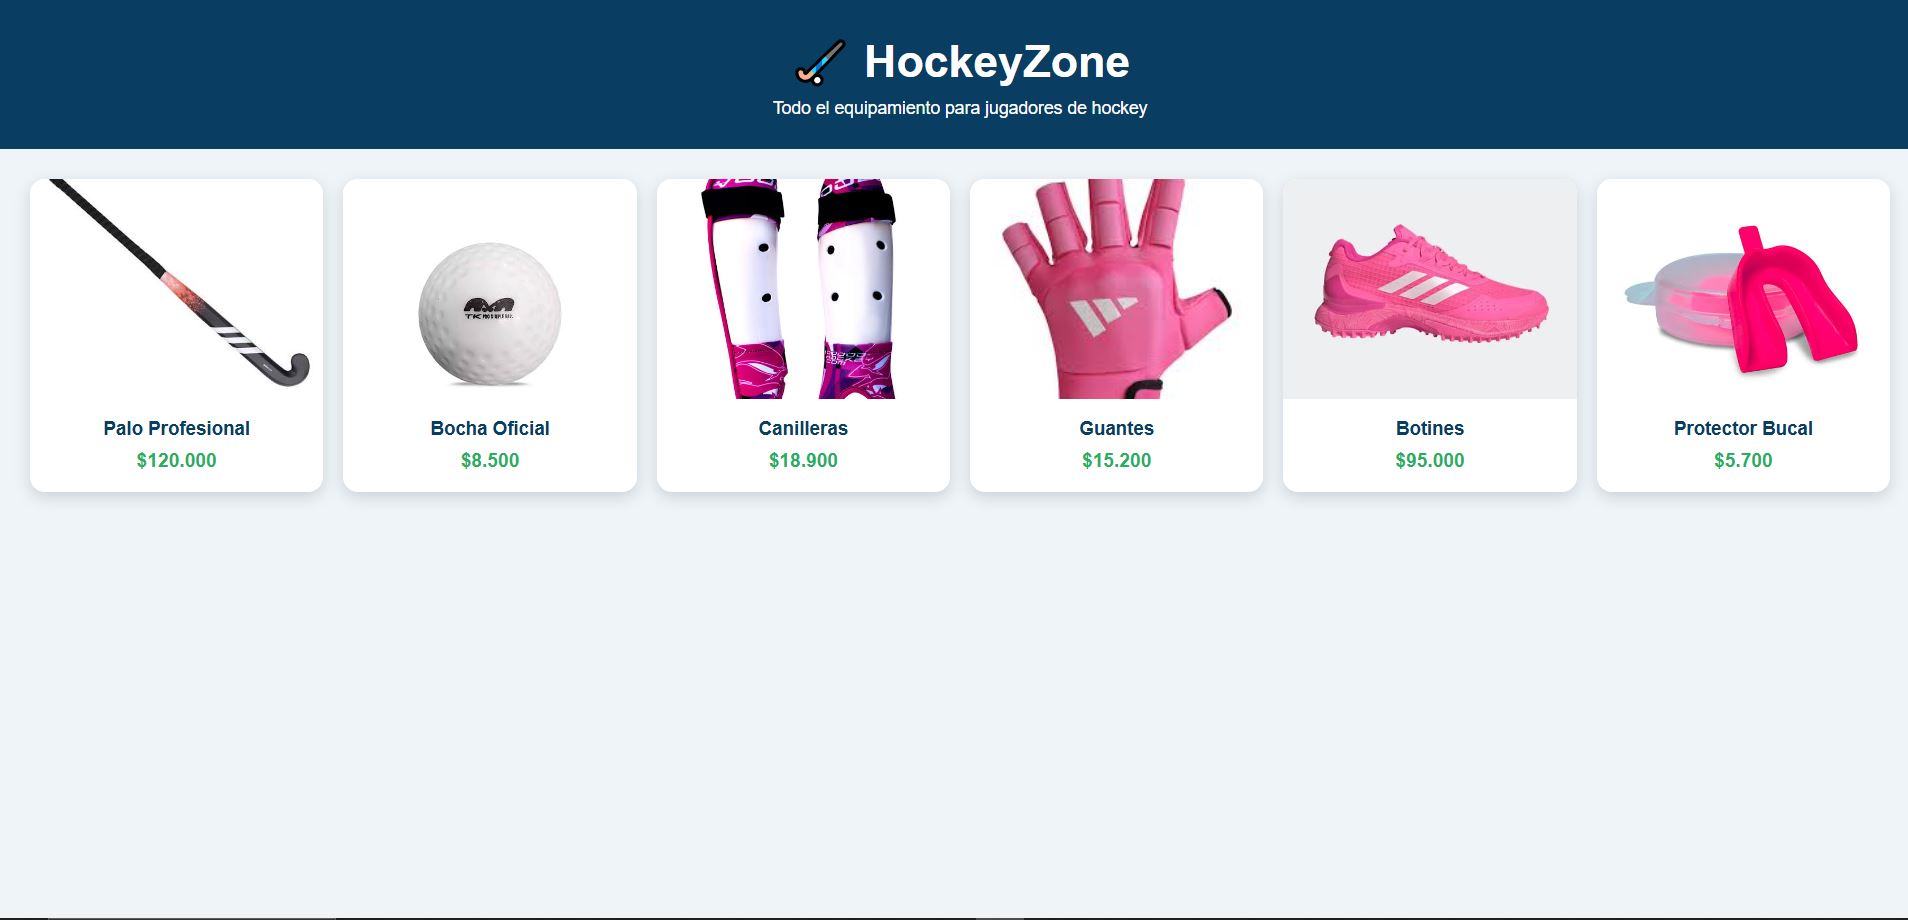 HockeyZone
Todo el equipamiento para jugadores de hockey
TK
Palo Profesional
$120.000
Bocha Oficial
$8.500
Canilleras
$18.900
Guantes
$15.200
Botines
$95.000
Protector Bucal
$5.700